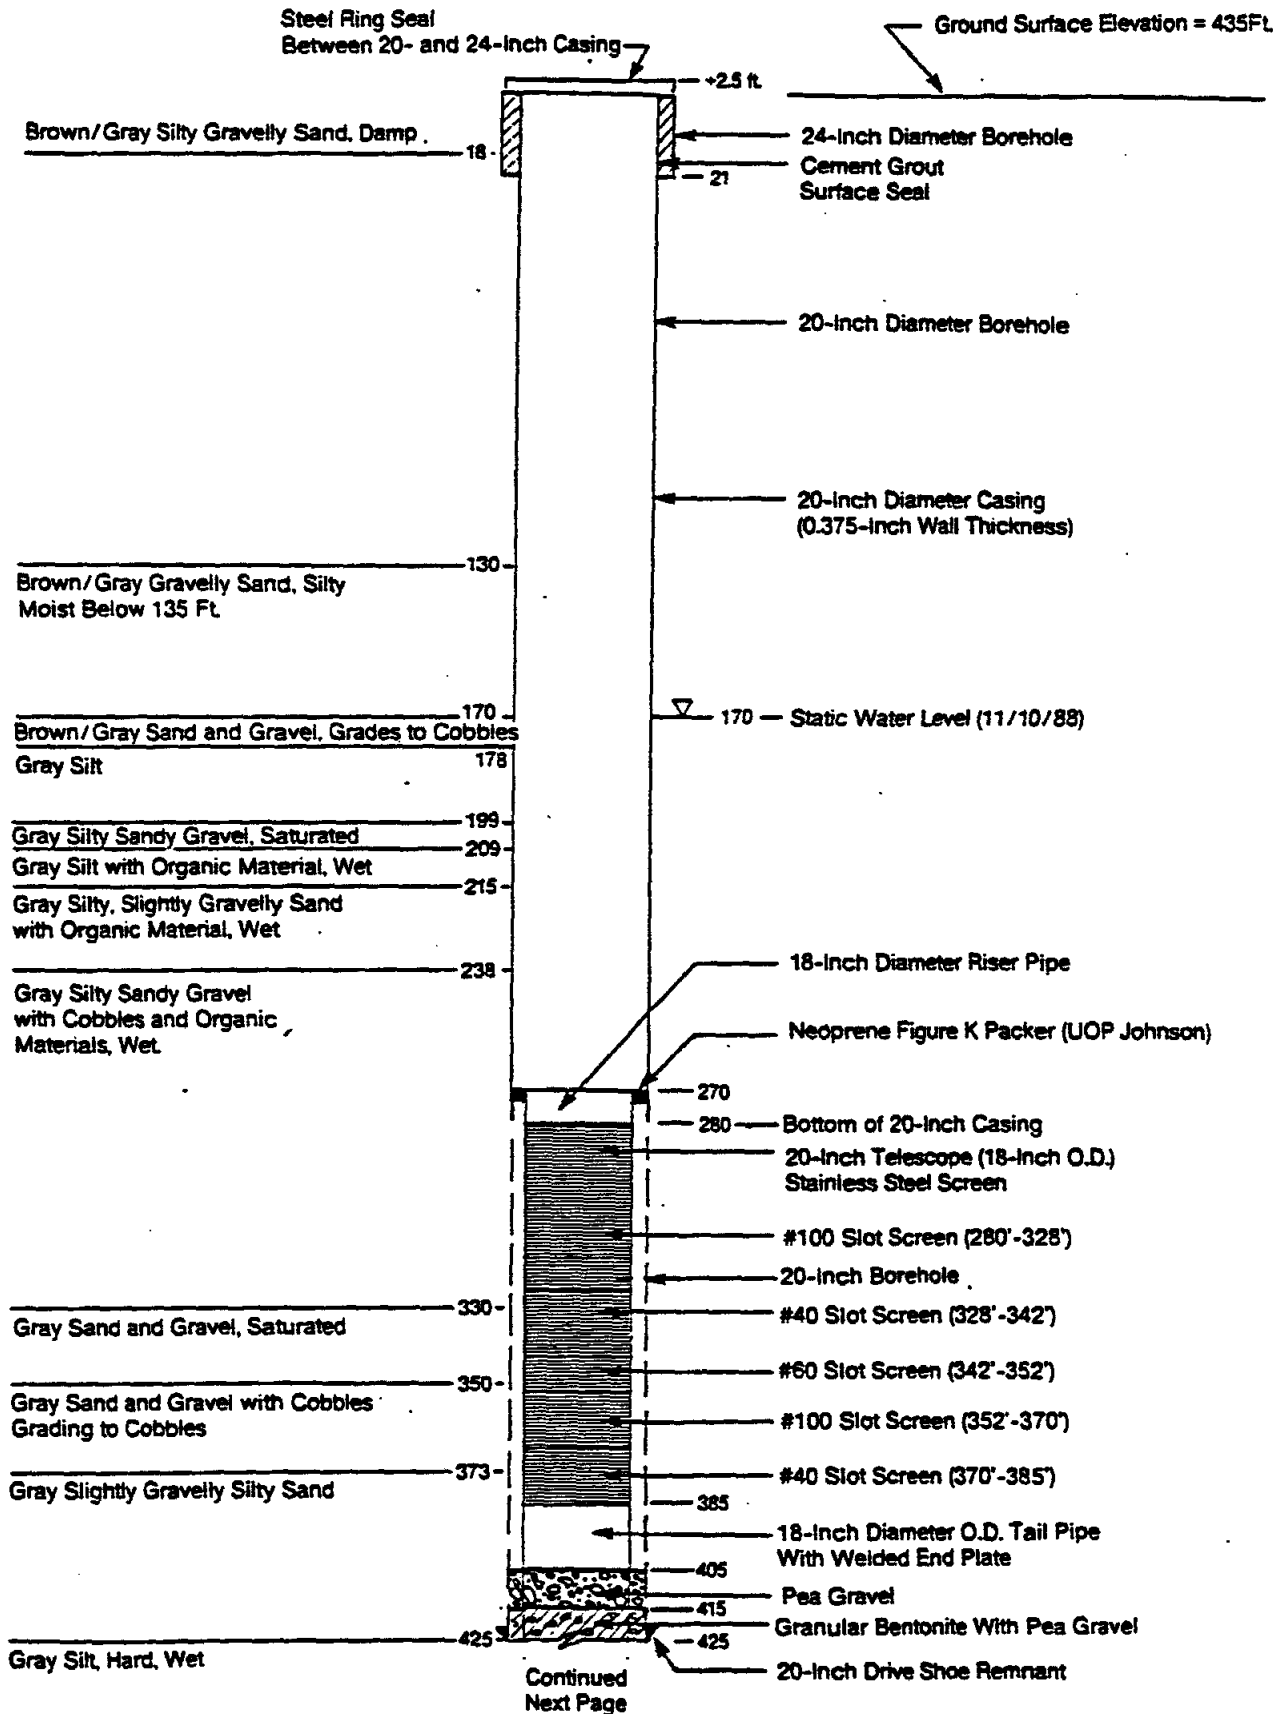 Steel Ring Seal
Between 20- and 24-Inch Casing
Ground Surface Elevation = 435Ft.
+2.5 ft.
Brown/Gray Silty Gravelly Sand, Damp
18
24-Inch Diameter Borehole
Cement Grout
Surface Seal
21
20-Inch Diameter Borehole
20-Inch Diameter Casing
(0.375-Inch Wall Thickness)
130
Brown/Gray Gravelly Sand, Silty
Moist Below 135 Ft.
170
170
Static Water Level (11/10/88)
Brown/Gray Sand and Gravel, Grades to Cobbles
178
Gray Silt
199
Gray Silty Sandy Gravel, Saturated
209
Gray Silt with Organic Material, Wet
215
Gray Silty, Slightly Gravelly Sand
with Organic Material, Wet
238
18-Inch Diameter Riser Pipe
Gray Silty Sandy Gravel
with Cobbles and Organic
Materials, Wet.
Neoprene Figure K Packer (UOP Johnson)
270
280
Bottom of 20-Inch Casing
20-Inch Telescope (18-Inch O.D.)
Stainless Steel Screen
#100 Slot Screen (280'-328')
20-Inch Borehole
330
#40 Slot Screen (328'-342')
Gray Sand and Gravel, Saturated
#60 Slot Screen (342'-352')
350
Gray Sand and Gravel with Cobbles
Grading to Cobbles
#100 Slot Screen (352'-370')
373
#40 Slot Screen (370'-385')
Gray Slightly Gravelly Silty Sand
385
18-Inch Diameter O.D. Tail Pipe
With Welded End Plate
405
Pea Gravel
415
Granular Bentonite With Pea Gravel
425
425
Gray Silt, Hard, Wet
20-Inch Drive Shoe Remnant
Continued
Next Page